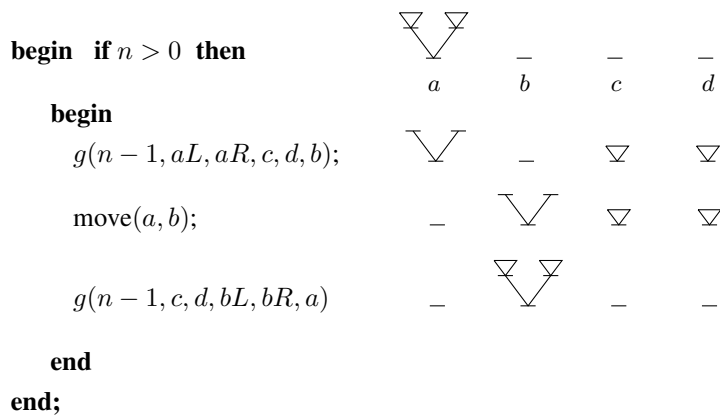 begin if n > 0 then
a b c d
begin
g(n − 1, aL, aR, c, d, b);
move(a, b);
g(n − 1, c, d, bL, bR, a)
end
end;